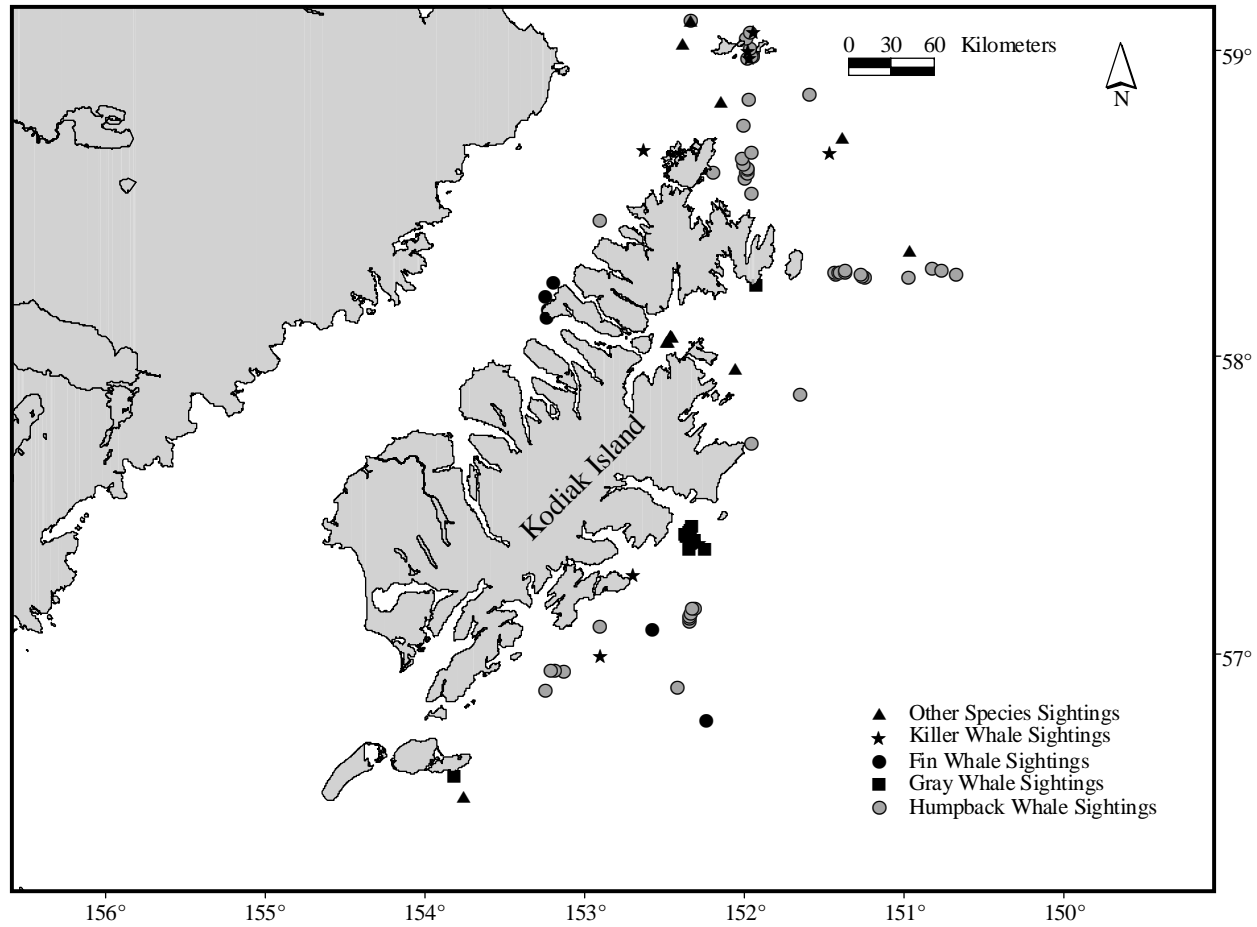 0 30 60 Kilometers
N
59°
58°
57°
Kodiak Island
Other Species Sightings
Killer Whale Sightings
Fin Whale Sightings
Gray Whale Sightings
Humpback Whale Sightings
156° 155° 154° 153° 152° 151° 150°